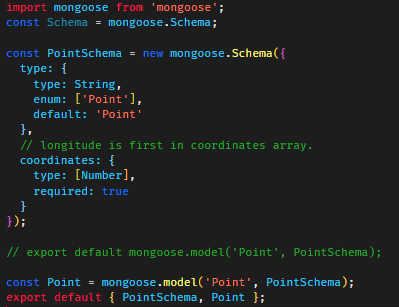 import mongoose from 'mongoose';
const Schema = mongoose.Schema;

const PointSchema = new mongoose.Schema({
  type: {
    type: String,
    enum: ['Point'],
    default: 'Point'
  },
  // longitude is first in coordinates array.
  coordinates: {
    type: [Number],
    required: true
  }
});

// export default mongoose.model('Point', PointSchema);

const Point = mongoose.model('Point', PointSchema);
export default { PointSchema, Point };